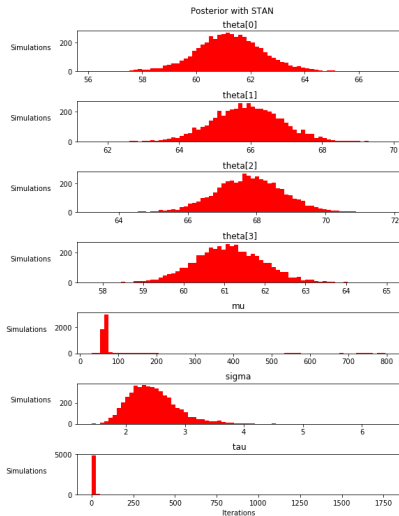 Posterior with STAN
theta[0]
Simulations
200
0
56 58 60 62 64 66
theta[1]
Simulations
200
0
62 64 66 68 70
theta[2]
Simulations
200
0
64 66 68 70 72
theta[3]
Simulations
200
0
58 59 60 61 62 63 64 65
mu
Simulations
2000
0
0 100 200 300 400 500 600 700 800
sigma
Simulations
200
0
2 3 4 5 6
tau
Simulations
5000
0
0 250 500 750 1000 1250 1500 1750
Iterations